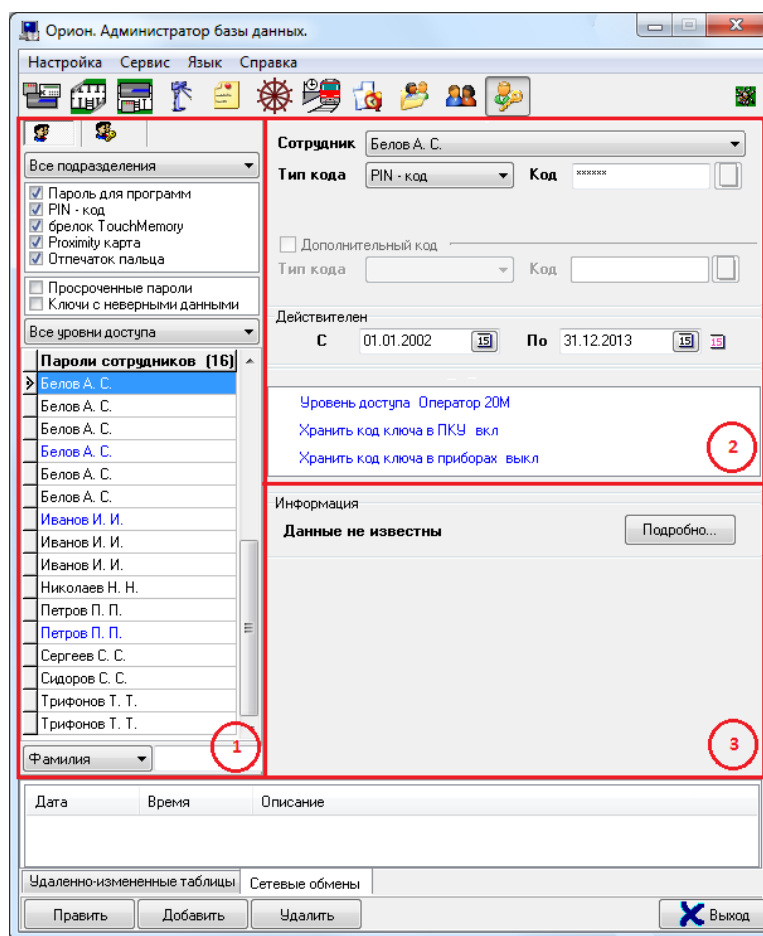 Орион. Администратор базы данных.
Настройка Сервис Язык Справка
Все подразделения
Пароль для программ
PIN - код
брелок TouchMemory
Proximity карта
Отпечаток пальца
Просроченные пароли
Ключи с неверными данными
Все уровни доступа
Пароли сотрудников (16)
Белов А. С.
Белов А. С.
Белов А. С.
Белов А. С.
Белов А. С.
Белов А. С.
Иванов И. И.
Иванов И. И.
Иванов И. И.
Николаев Н. Н.
Петров П. П.
Петров П. П.
Сергеев С. С.
Сидоров С. С.
Трифонов Т. Т.
Трифонов Т. Т.
Фамилия
1
Сотрудник Белов А. С.
Тип кода PIN - код Код ******
Дополнительный код
Тип кода Код
Действителен
С 01.01.2002 15 По 31.12.2013 15 15
Уровень доступа Оператор 20М
Хранить код ключа в ПКУ вкл
Хранить код ключа в приборах выкл
2
Информация
Данные не известны Подробно...
3
Дата Время Описание
Удаленно-измененные таблицы Сетевые обмены
Править Добавить Удалить Выход